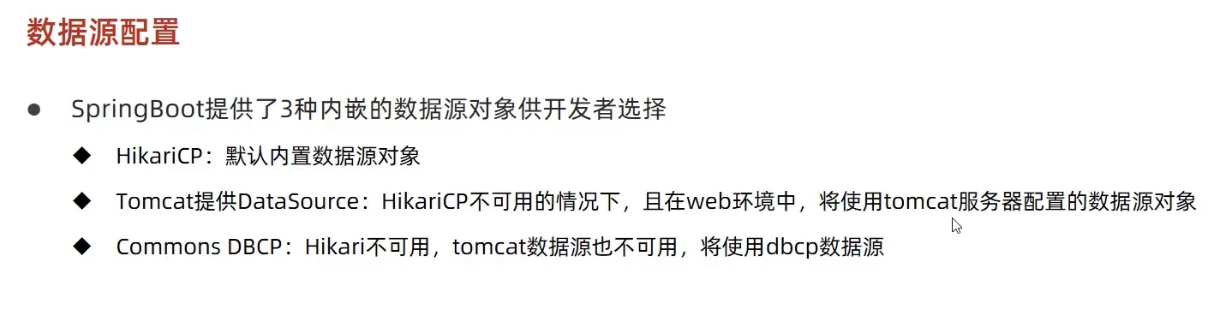 数据源配置
● SpringBoot提供了3种内嵌的数据源对象供开发者选择
◆ HikariCP：默认内置数据源对象
◆ Tomcat提供DataSource：HikariCP不可用的情况下，且在web环境中，将使用tomcat服务器配置的数据源对象
◆ Commons DBCP：Hikari不可用，tomcat数据源也不可用，将使用dbcp数据源